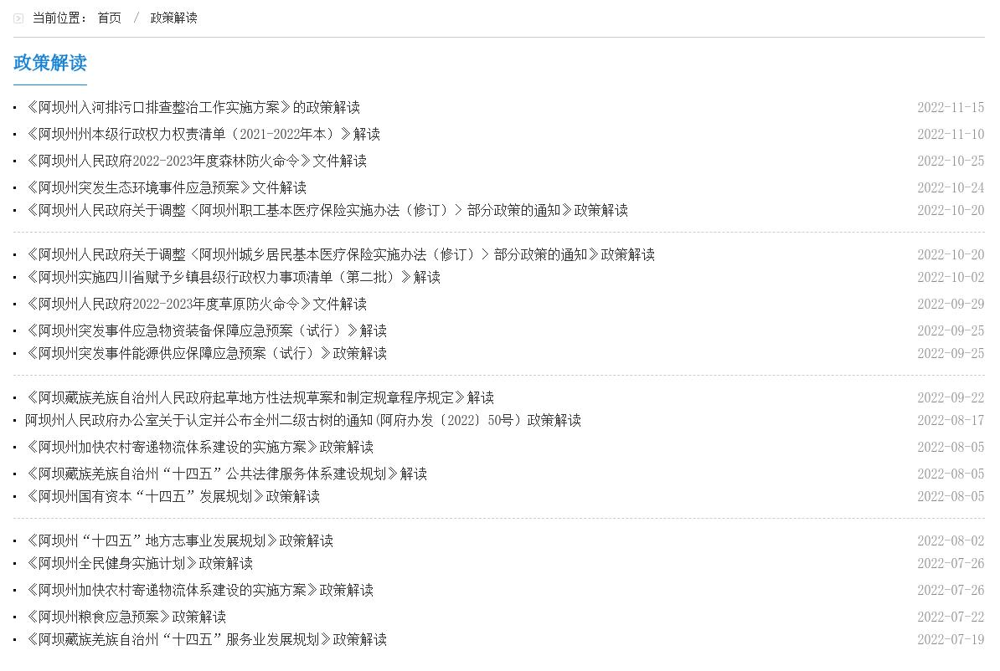 当前位置： 首页 / 政策解读
政策解读
《阿坝州入河排污口排查整治工作实施方案》的政策解读 2022-11-15
《阿坝州州本级行政权力权责清单（2021-2022年本）》解读 2022-11-10
《阿坝州人民政府2022-2023年度森林防火命令》文件解读 2022-10-25
《阿坝州突发生态环境事件应急预案》文件解读 2022-10-24
《阿坝州人民政府关于调整〈阿坝州职工基本医疗保险实施办法（修订）〉部分政策的通知》政策解读 2022-10-20
《阿坝州人民政府关于调整〈阿坝州城乡居民基本医疗保险实施办法（修订）〉部分政策的通知》政策解读 2022-10-20
《阿坝州实施四川省赋予乡镇县级行政权力事项清单（第二批）》解读 2022-10-02
《阿坝州人民政府2022-2023年度草原防火命令》文件解读 2022-09-29
《阿坝州突发事件应急物资装备保障应急预案（试行）》解读 2022-09-25
《阿坝州突发事件能源供应保障应急预案（试行）》政策解读 2022-09-25
《阿坝藏族羌族自治州人民政府起草地方性法规草案和制定规章程序规定》解读 2022-09-22
阿坝州人民政府办公室关于认定并公布全州二级古树的通知(阿府办发〔2022〕50号）政策解读 2022-08-17
《阿坝州加快农村寄递物流体系建设的实施方案》政策解读 2022-08-05
《阿坝藏族羌族自治州“十四五”公共法律服务体系建设规划》解读 2022-08-05
《阿坝州国有资本“十四五”发展规划》政策解读 2022-08-05
《阿坝州“十四五”地方志事业发展规划》政策解读 2022-08-02
《阿坝州全民健身实施计划》政策解读 2022-07-26
《阿坝州加快农村寄递物流体系建设的实施方案》政策解读 2022-07-26
《阿坝州粮食应急预案》政策解读 2022-07-22
《阿坝藏族羌族自治州“十四五”服务业发展规划》政策解读 2022-07-19